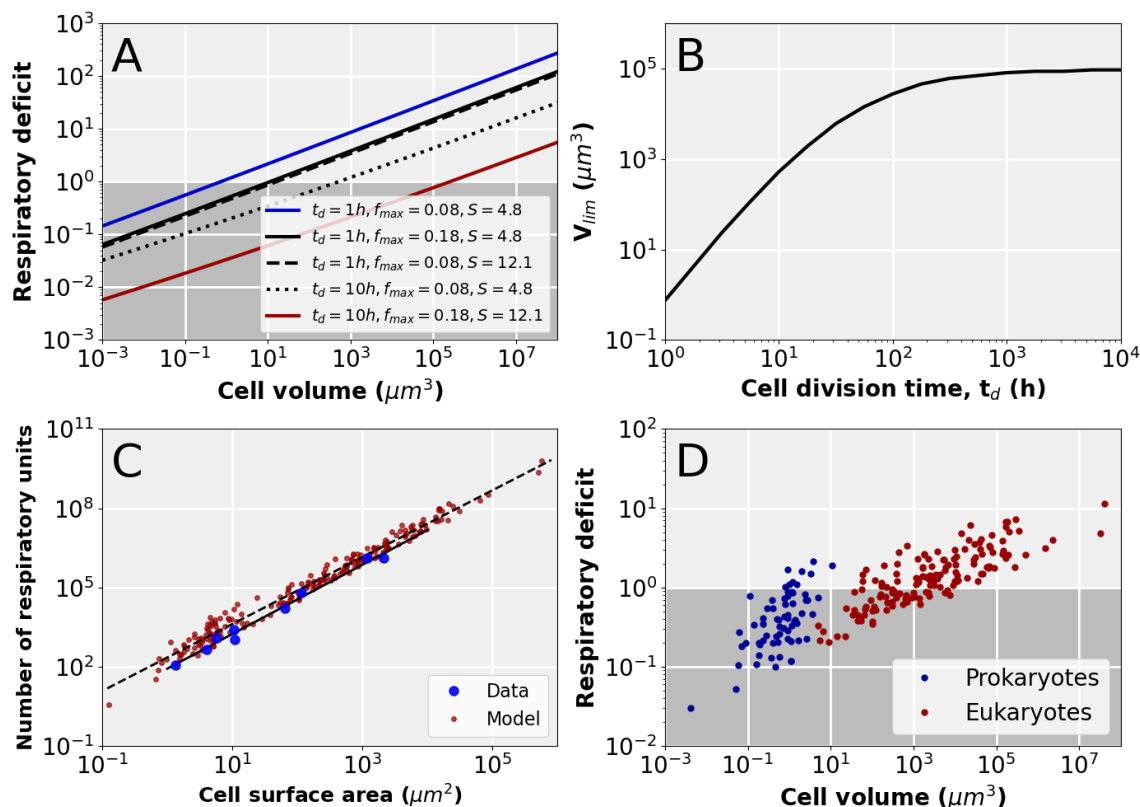 A
Respiratory deficit
10^3
10^2
10^1
10^0
10^-1
10^-2
10^-3
t_d = 1h, f_max = 0.08, S = 4.8
t_d = 1h, f_max = 0.18, S = 4.8
t_d = 1h, f_max = 0.08, S = 12.1
t_d = 10h, f_max = 0.08, S = 4.8
t_d = 10h, f_max = 0.18, S = 12.1
10^-3 10^-1 10^1 10^3 10^5 10^7
Cell volume (μm^3)
B
V_lim (μm^3)
10^5
10^3
10^1
10^-1
10^0 10^1 10^2 10^3 10^4
Cell division time, t_d (h)
C
Number of respiratory units
10^11
10^8
10^5
10^2
10^-1
Data
Model
10^-1 10^1 10^3 10^5
Cell surface area (μm^2)
D
Respiratory deficit
10^2
10^1
10^0
10^-1
10^-2
Prokaryotes
Eukaryotes
10^-3 10^-1 10^1 10^3 10^5 10^7
Cell volume (μm^3)